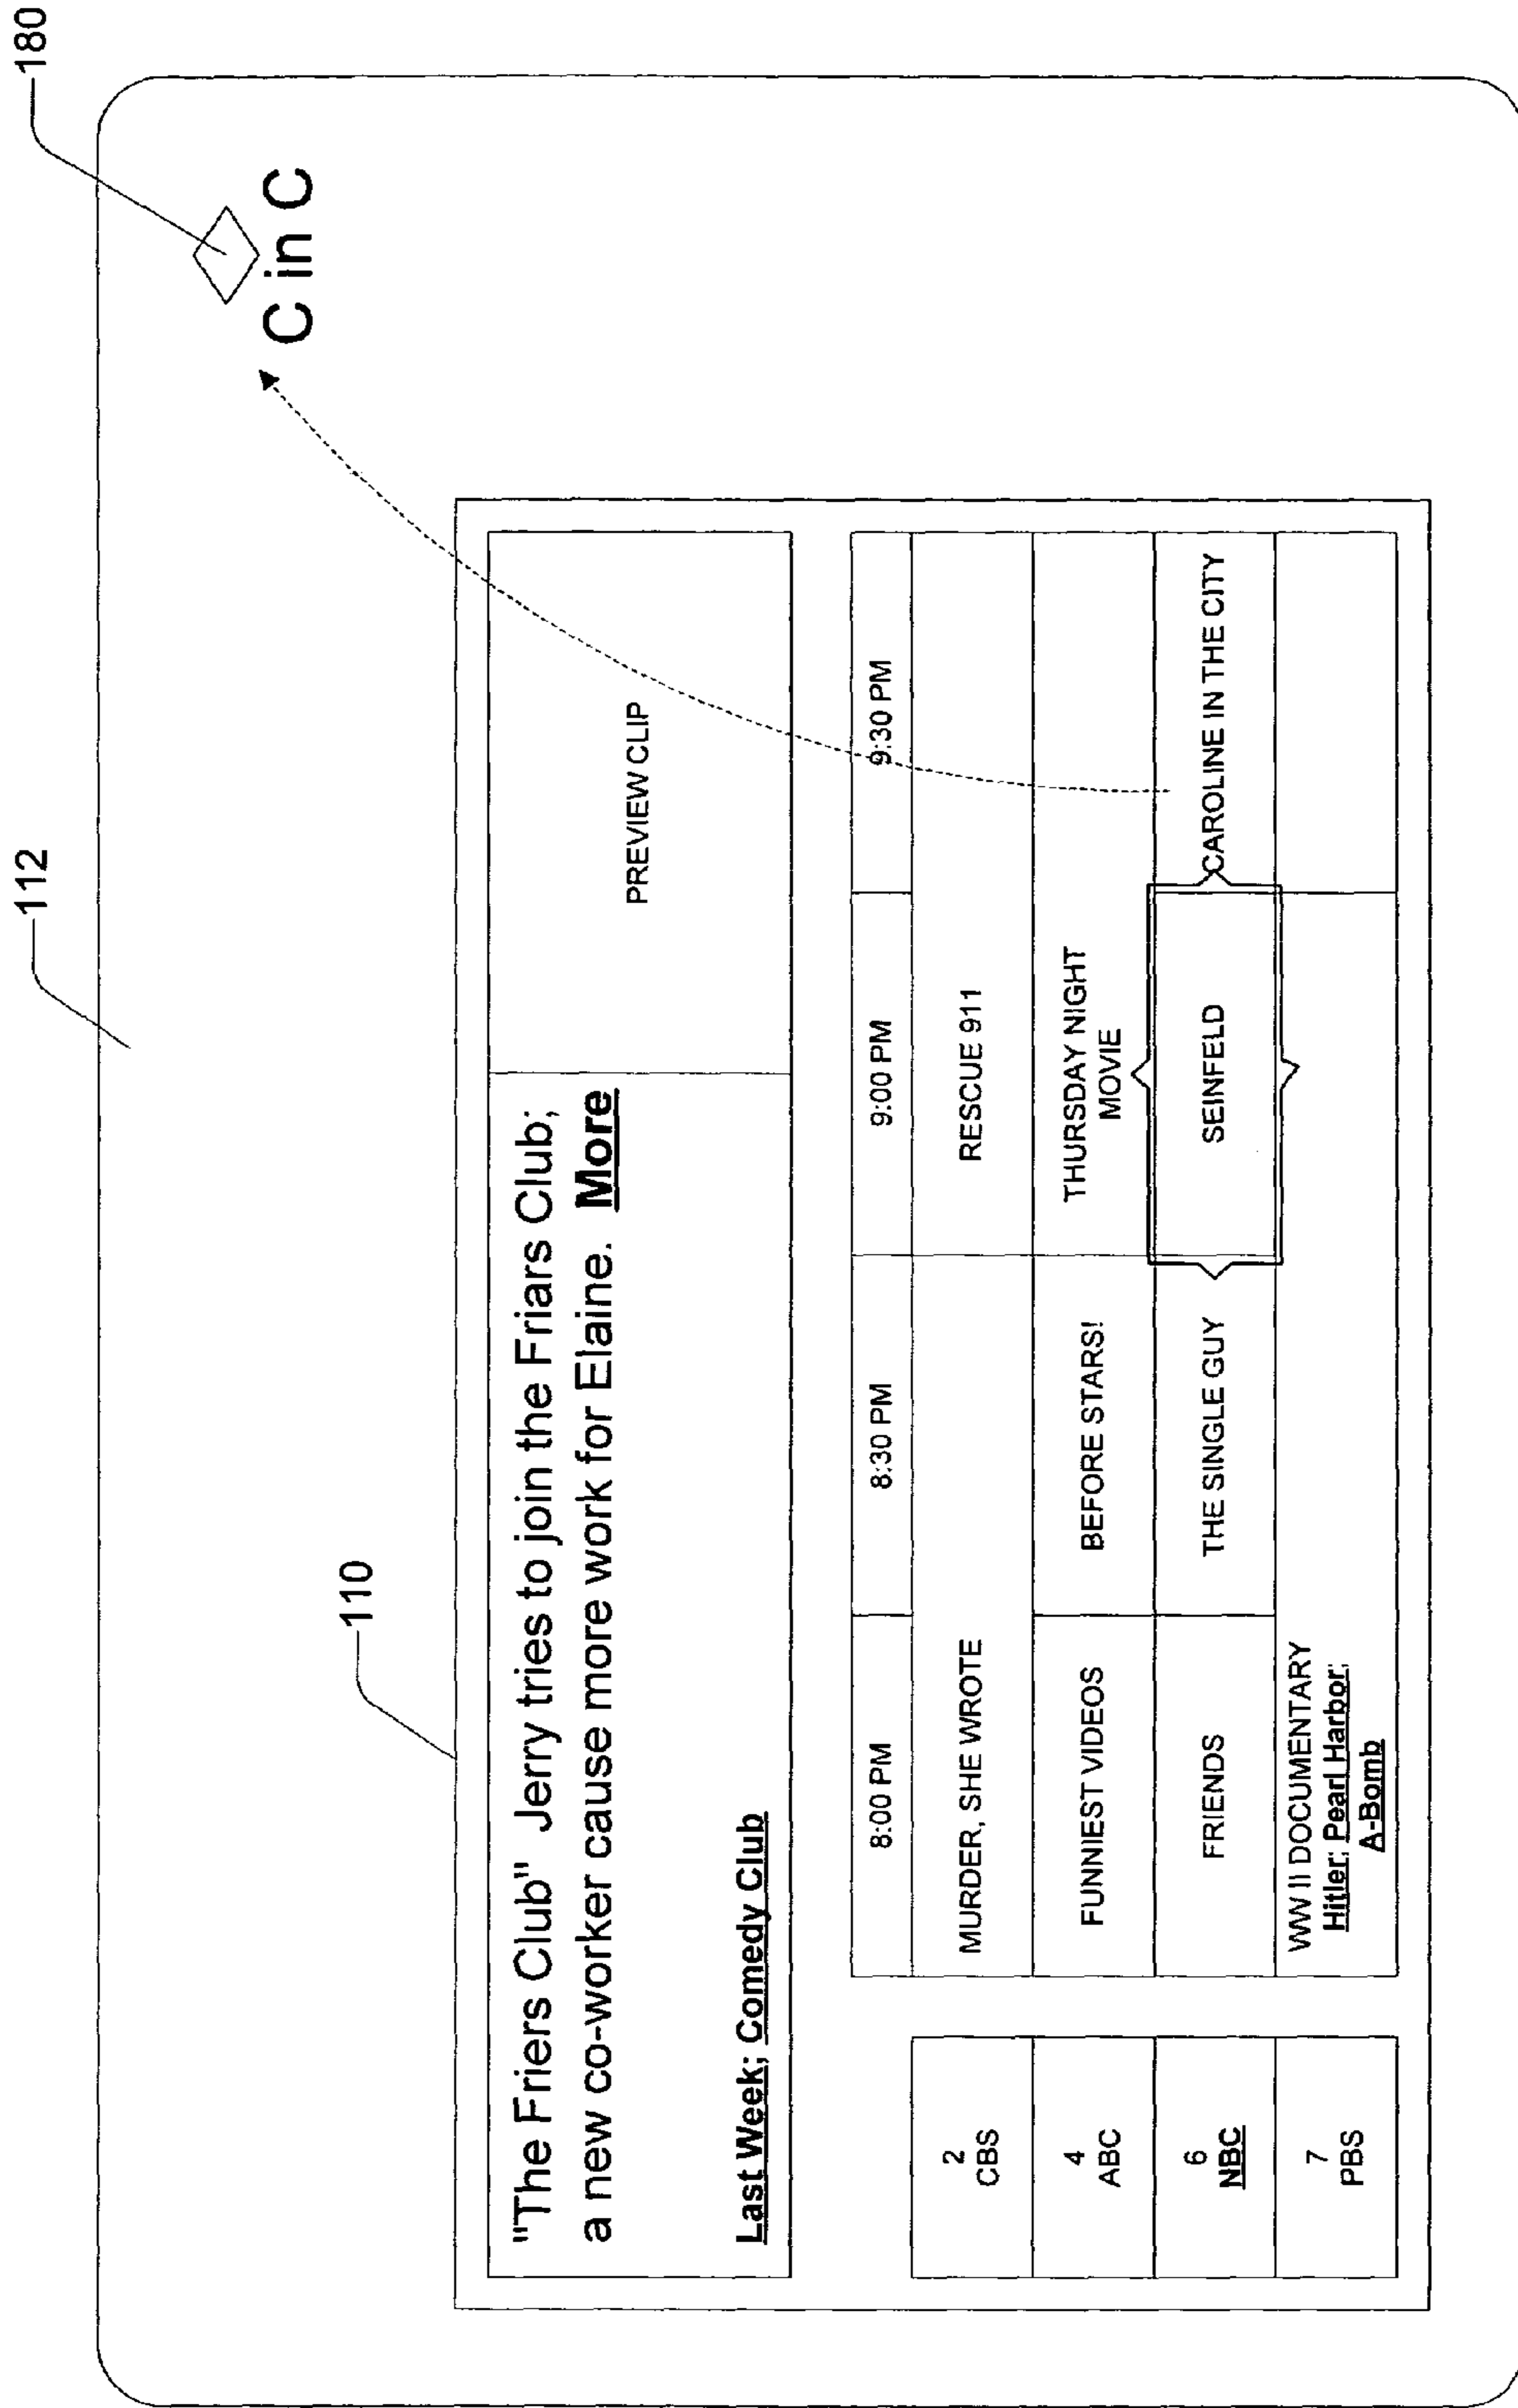 112
180
C in C
110
"The Friers Club"  Jerry tries to join the Friars Club;
a new co-worker cause more work for Elaine.  More
Last Week; Comedy Club
PREVIEW CLIP
8:00 PM 8:30 PM 9:00 PM 9:30 PM
2
CBS
MURDER, SHE WROTE
RESCUE 911
4
ABC
FUNNIEST VIDEOS
BEFORE STARS!
THURSDAY NIGHT
MOVIE
6
NBC
FRIENDS
THE SINGLE GUY
SEINFELD
CAROLINE IN THE CITY
7
PBS
WW II DOCUMENTARY
Hitler; Pearl Harbor;
A-Bomb